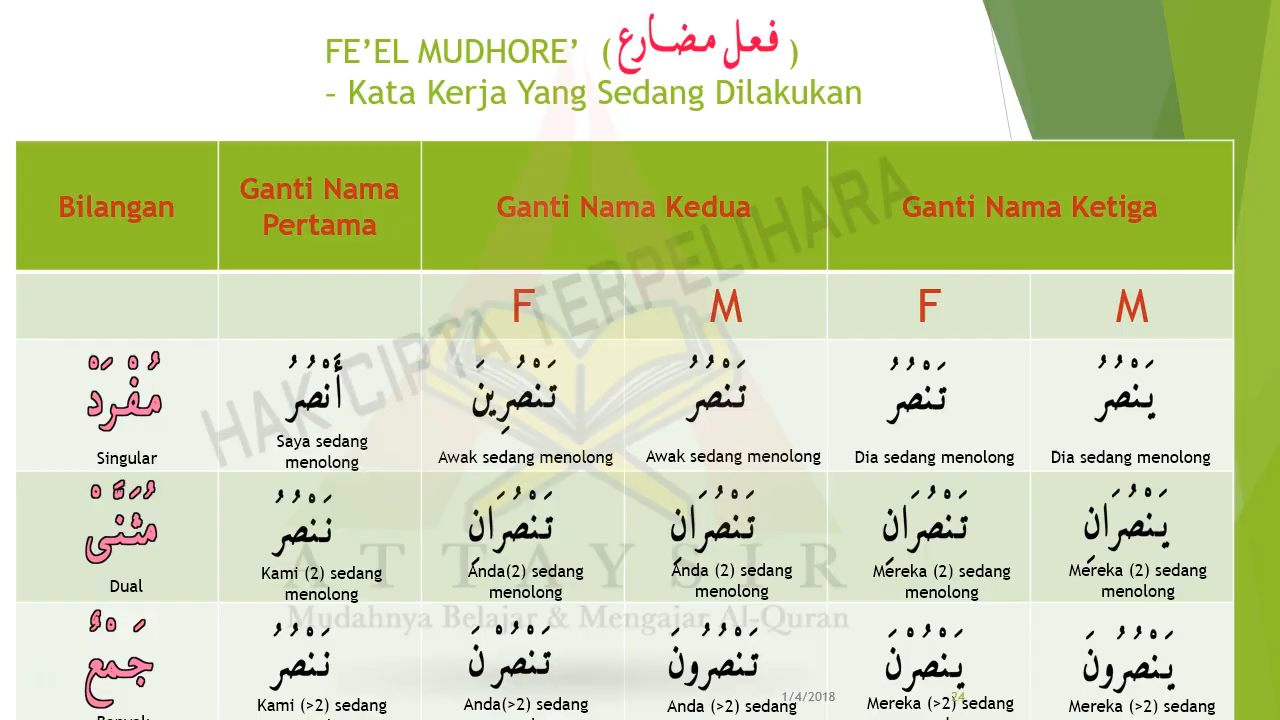 FE’EL MUDHORE’ (فعل مضارع)
– Kata Kerja Yang Sedang Dilakukan
Bilangan
Ganti Nama
Pertama
Ganti Nama Kedua
Ganti Nama Ketiga
F
M
F
M
مُفْرَدْ
Singular
أَنْصُرُ
Saya sedang
menolong
تَنْصُرِينَ
Awak sedang menolong
تَنْصُرُ
Awak sedang menolong
تَنْصُرُ
Dia sedang menolong
يَنْصُرُ
Dia sedang menolong
مُثَنَّى
Dual
نَنْصُرُ
Kami (2) sedang
menolong
تَنْصُرَانِ
Anda(2) sedang
menolong
تَنْصُرَانِ
Anda (2) sedang
menolong
تَنْصُرَانِ
Mereka (2) sedang
menolong
يَنْصُرَانِ
Mereka (2) sedang
menolong
جَمْعٌ
نَنْصُرُ
Kami (>2) sedang
تَنْصُرْنَ
Anda(>2) sedang
تَنْصُرُونَ
Anda (>2) sedang
يَنْصُرْنَ
Mereka (>2) sedang
يَنْصُرُونَ
Mereka (>2) sedang
HAK CIPTA TERPELIHARA
ATTAYSIR
Mudahnya Belajar & Mengajar Al-Quran
1/4/2018
24